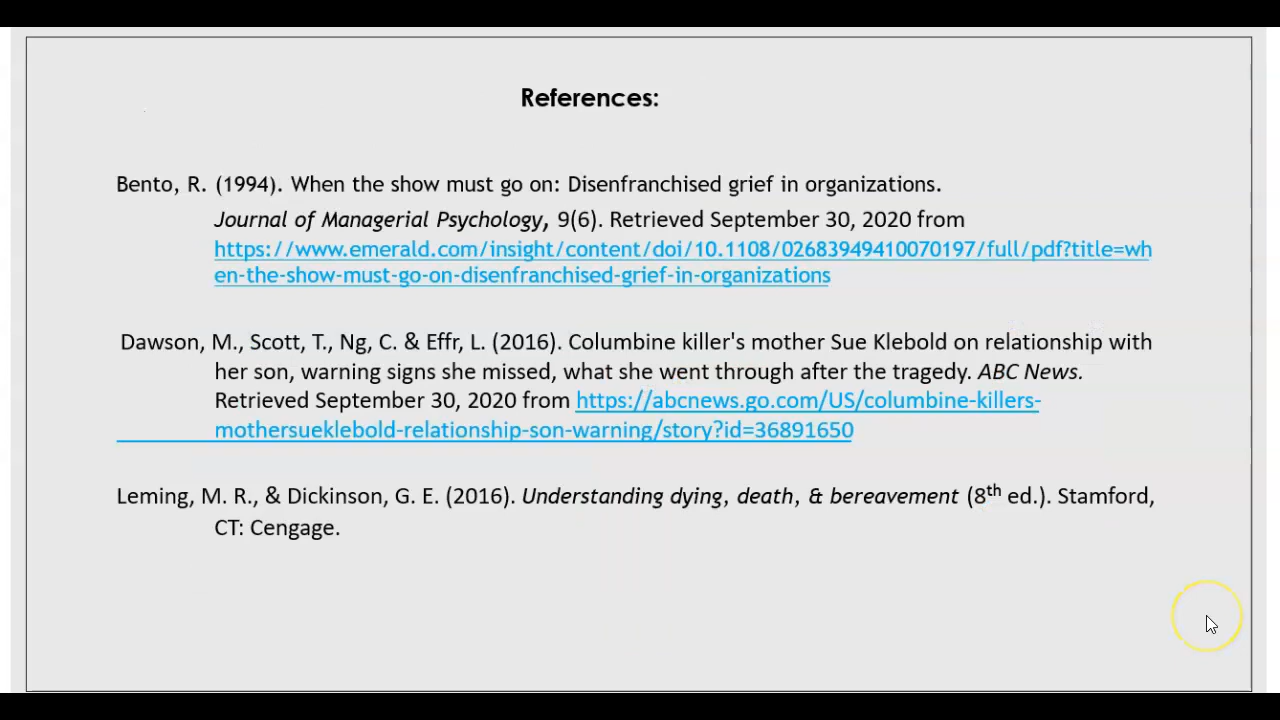 References:
Bento, R. (1994). When the show must go on: Disenfranchised grief in organizations.
Journal of Managerial Psychology, 9(6). Retrieved September 30, 2020 from
https://www.emerald.com/insight/content/doi/10.1108/02683949410070197/full/pdf?title=wh
en-the-show-must-go-on-disenfranchised-grief-in-organizations
Dawson, M., Scott, T., Ng, C. & Effr, L. (2016). Columbine killer's mother Sue Klebold on relationship with
her son, warning signs she missed, what she went through after the tragedy. ABC News.
Retrieved September 30, 2020 from https://abcnews.go.com/US/columbine-killers-
mothersueklebold-relationship-son-warning/story?id=36891650
Leming, M. R., & Dickinson, G. E. (2016). Understanding dying, death, & bereavement (8th ed.). Stamford,
CT: Cengage.